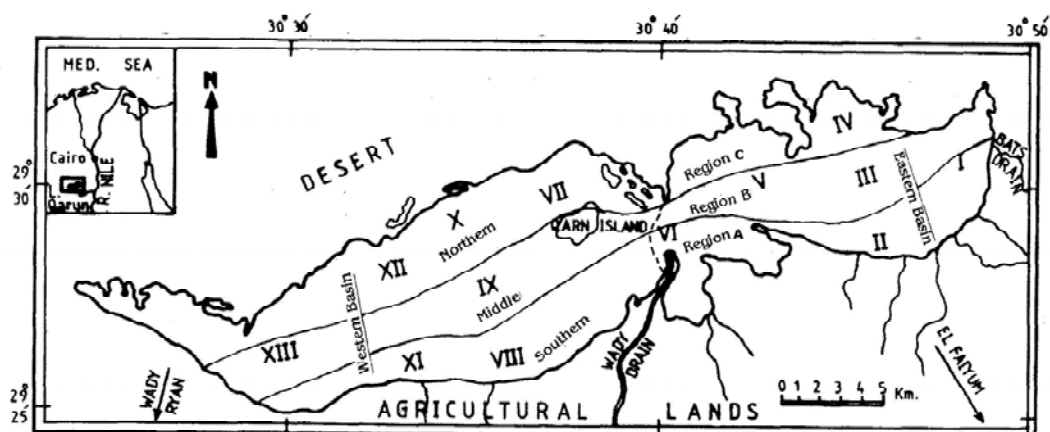 30° 30′
30° 40′
30° 50′
MED. SEA
Cairo
Qarun
R. NILE
N
DESERT
29° 30′
29° 25′
IV
Region C
V
III
Eastern Basin
I
BATS DRAIN
Region B
VI
Region A
II
VII
QARN ISLAND
X
Northern
XII
IX
Middle
Western Basin
XIII
XI
VIII
Southern
WADY DRAIN
WADY RYAN
EL FAIYUM
0 1 2 3 4 5 Km.
AGRICULTURAL LANDS